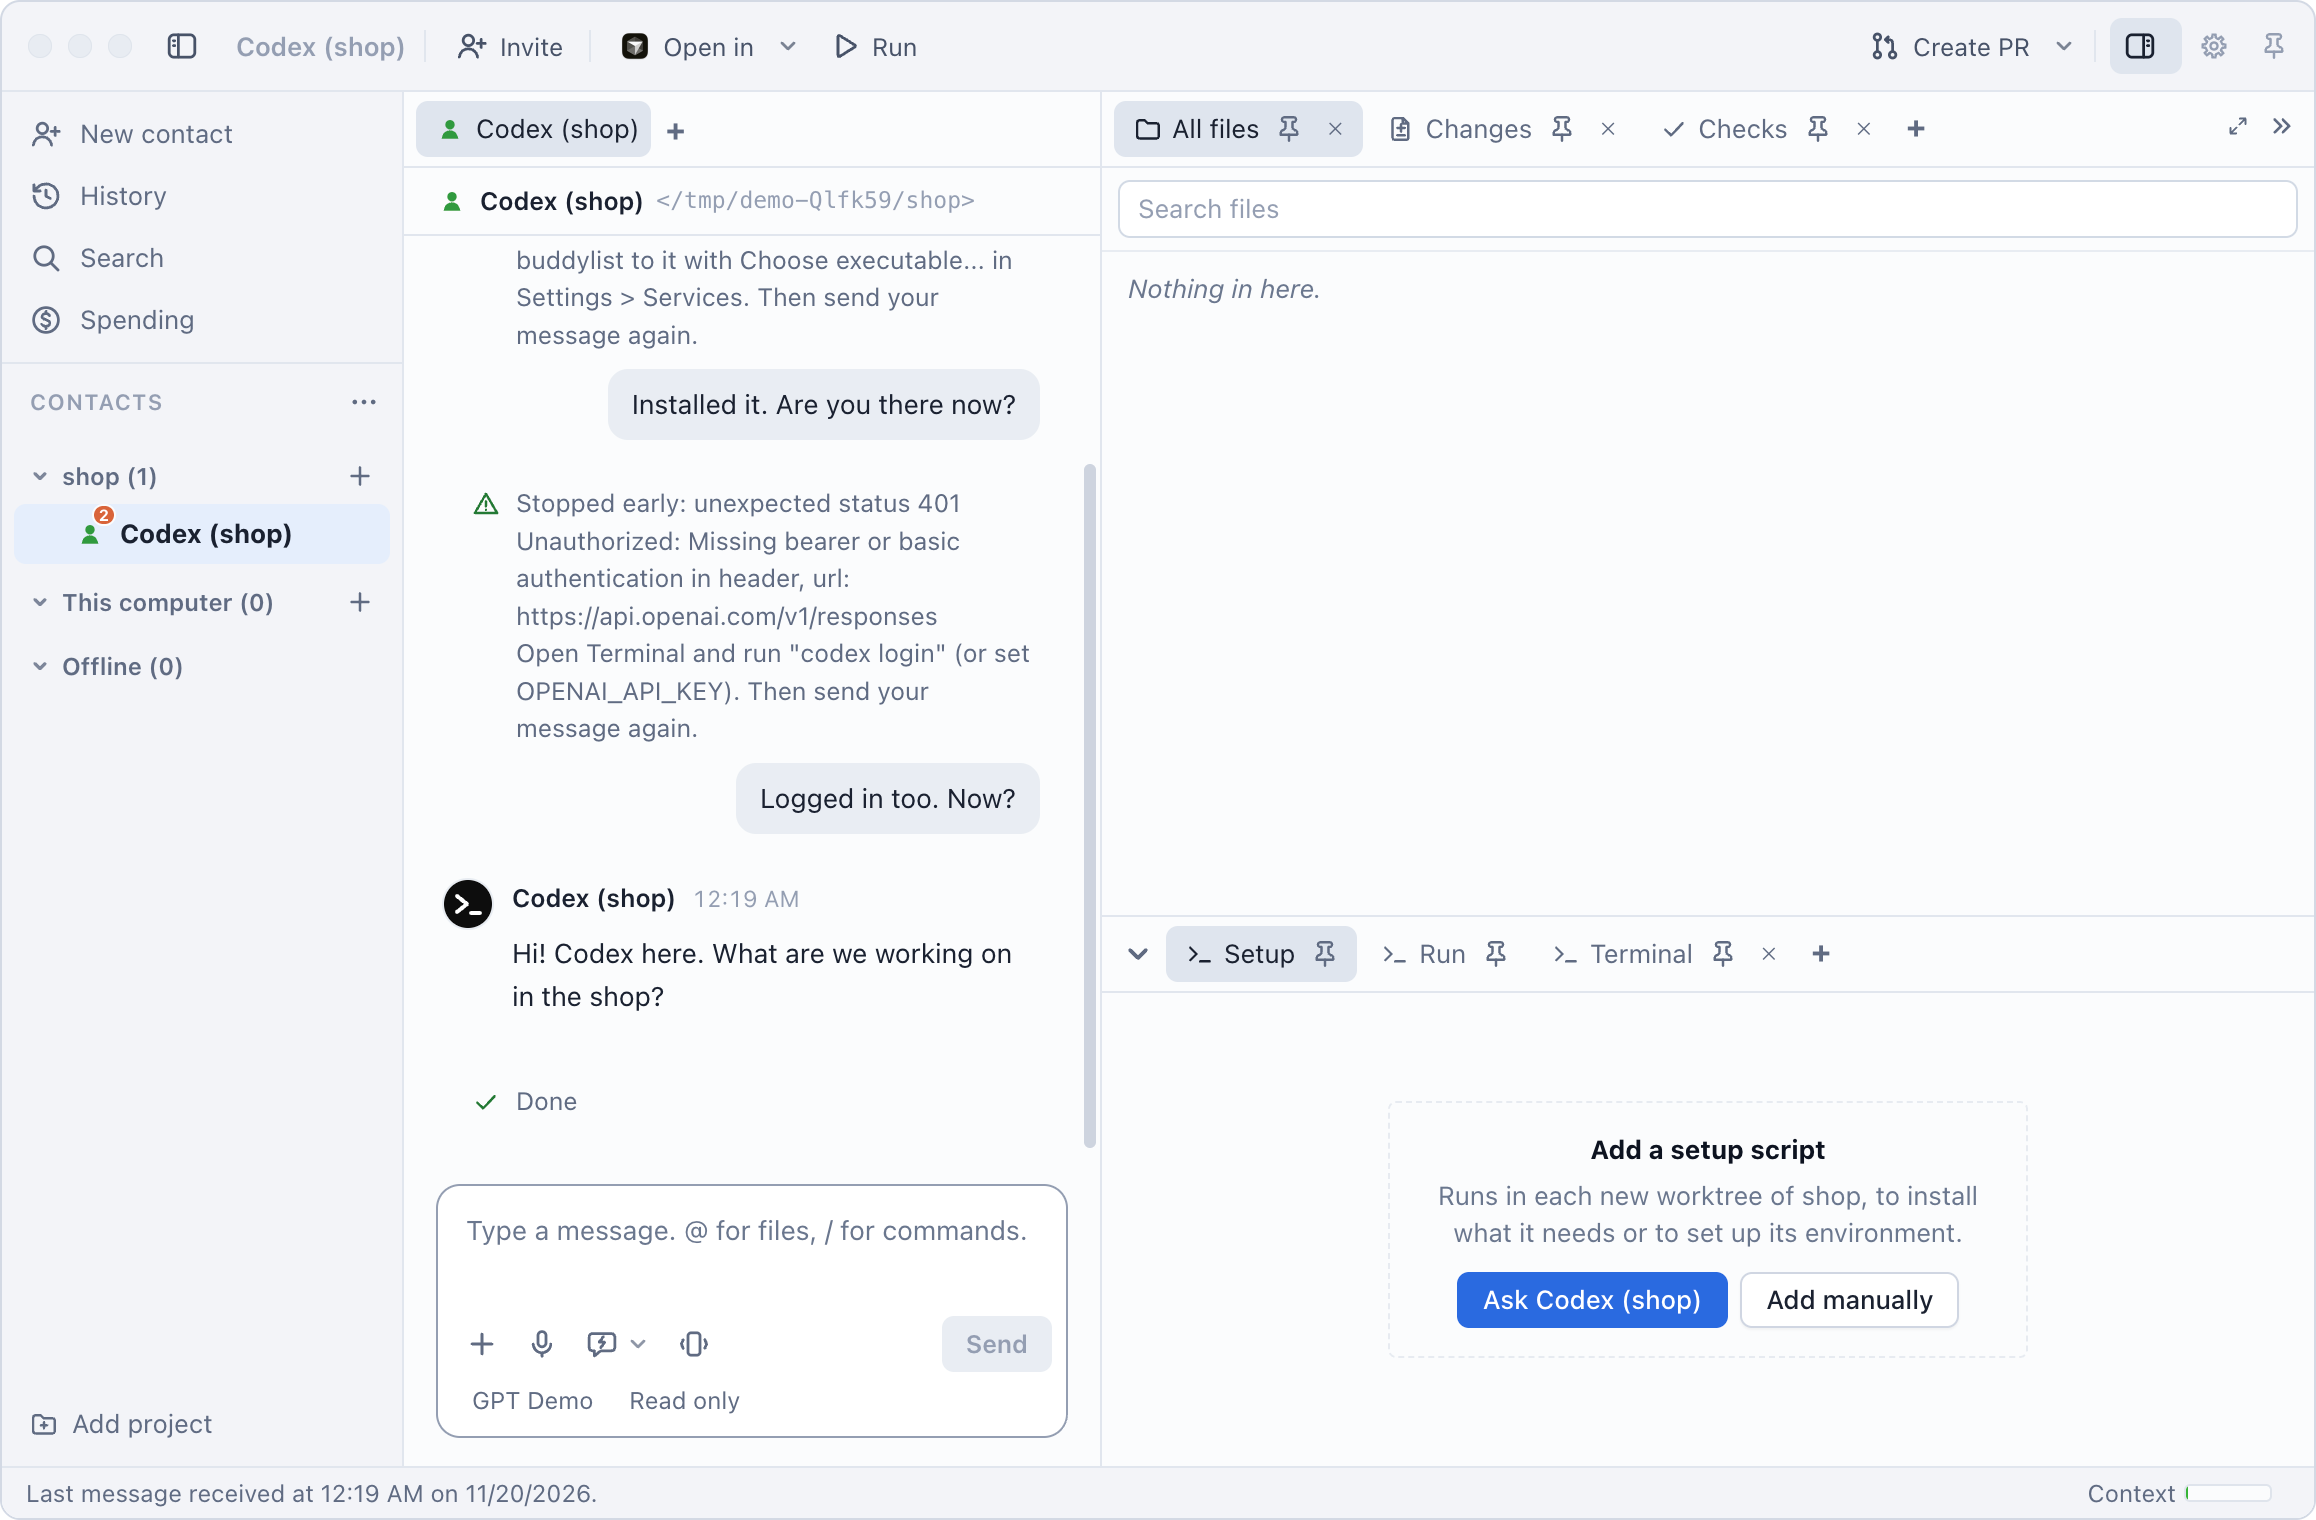 Codex (shop)
Invite
Open in
Run
Create PR
New contact
History
Search
Spending
CONTACTS
shop (1)
2
Codex (shop)
This computer (0)
Offline (0)
Add project
Codex (shop)
Codex (shop) </tmp/demo-Qlfk59/shop>
buddylist to it with Choose executable... in
Settings > Services. Then send your
message again.
Installed it. Are you there now?
Stopped early: unexpected status 401
Unauthorized: Missing bearer or basic
authentication in header, url:
https://api.openai.com/v1/responses
Open Terminal and run "codex login" (or set
OPENAI_API_KEY). Then send your
message again.
Logged in too. Now?
Codex (shop) 12:19 AM
Hi! Codex here. What are we working on
in the shop?
Done
Type a message. @ for files, / for commands.
Send
GPT Demo Read only
All files
Changes
Checks
Search files
Nothing in here.
Setup
Run
Terminal
Add a setup script
Runs in each new worktree of shop, to install
what it needs or to set up its environment.
Ask Codex (shop)
Add manually
Last message received at 12:19 AM on 11/20/2026.
Context